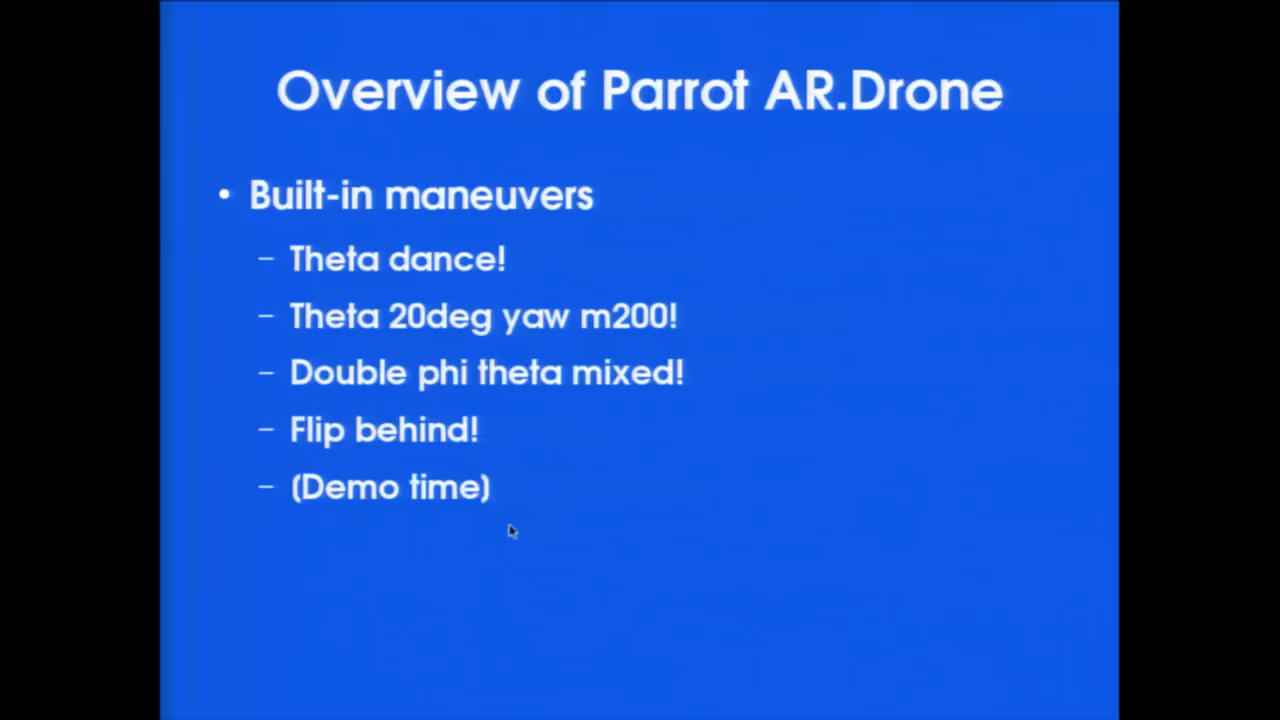 Overview of Parrot AR.Drone
• Built-in maneuvers
– Theta dance!
– Theta 20deg yaw m200!
– Double phi theta mixed!
– Flip behind!
– (Demo time)